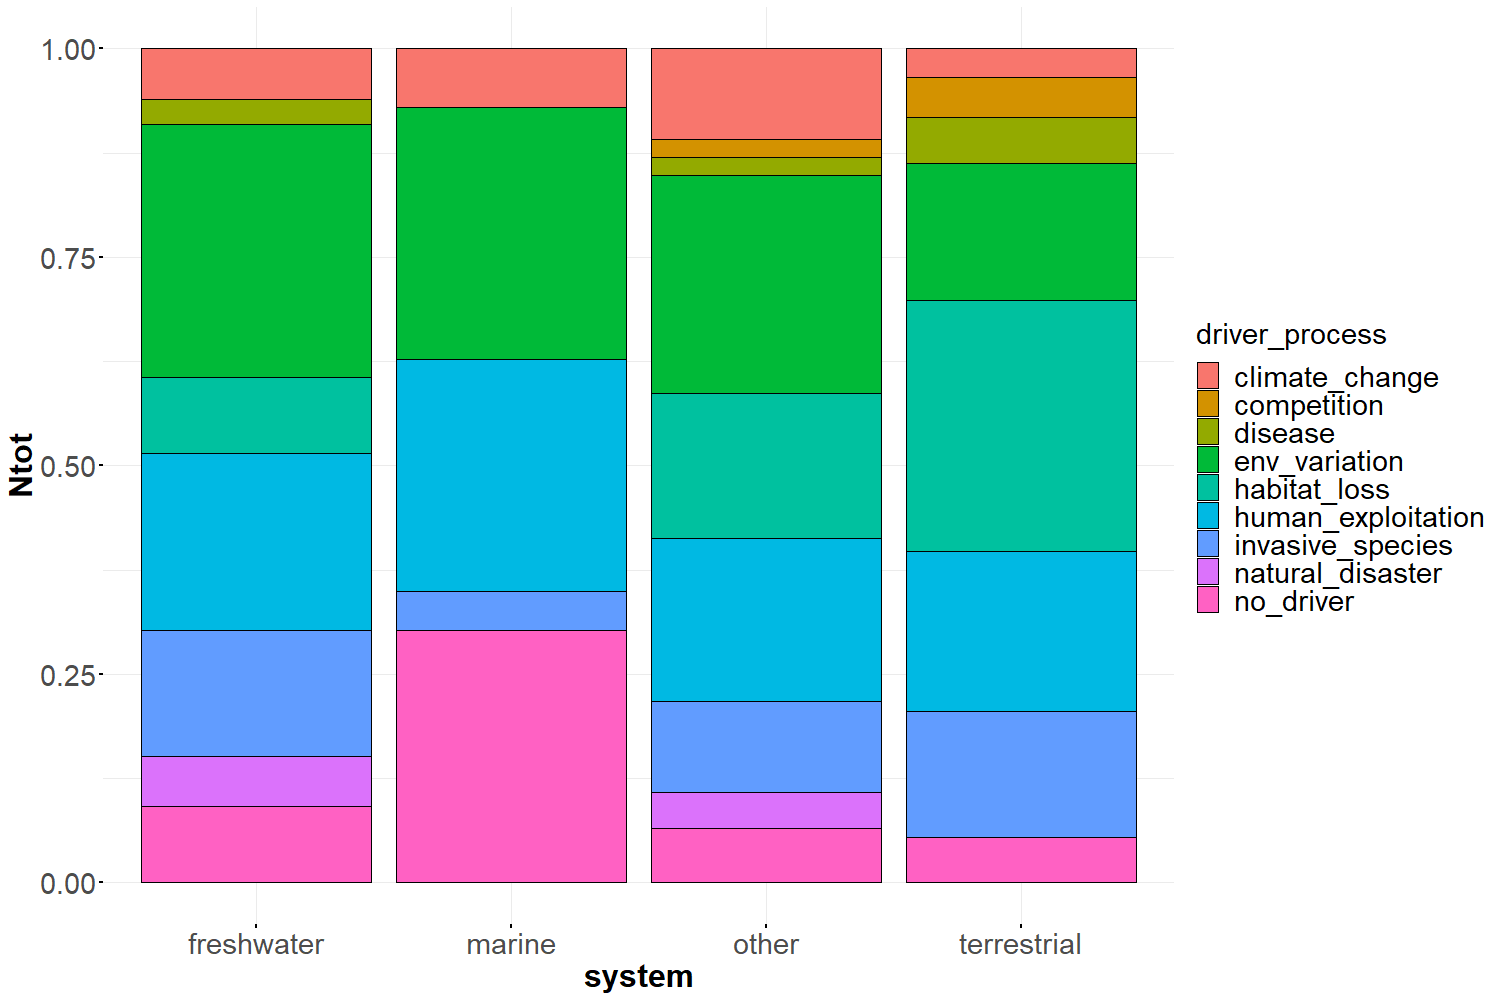 1.00
0.75
0.50
0.25
0.00
Ntot
freshwater marine other terrestrial
system
driver_process
climate_change
competition
disease
env_variation
habitat_loss
human_exploitation
invasive_species
natural_disaster
no_driver